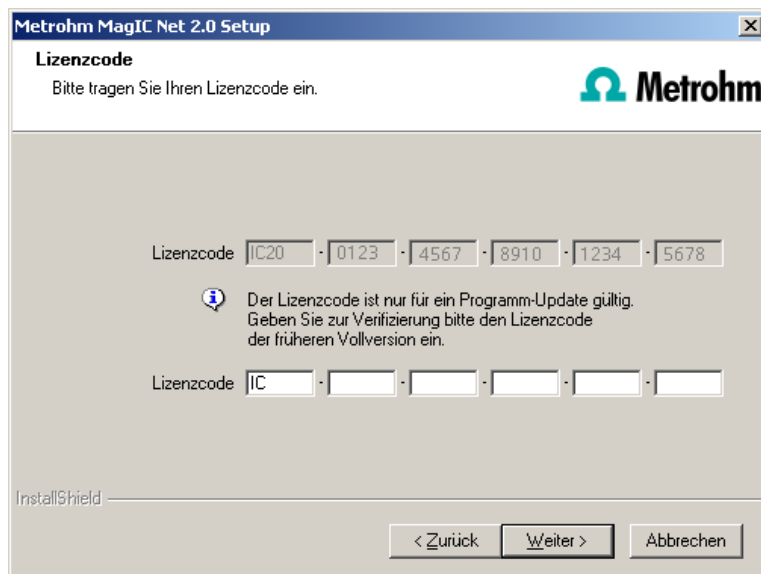 Metrohm MagIC Net 2.0 Setup
Lizenzcode
Bitte tragen Sie Ihren Lizenzcode ein.
Metrohm
Lizenzcode IC20 - 0123 - 4567 - 8910 - 1234 - 5678
Der Lizenzcode ist nur für ein Programm-Update gültig.
Geben Sie zur Verifizierung bitte den Lizenzcode
der früheren Vollversion ein.
Lizenzcode IC - - - - -
InstallShield
< Zurück Weiter > Abbrechen